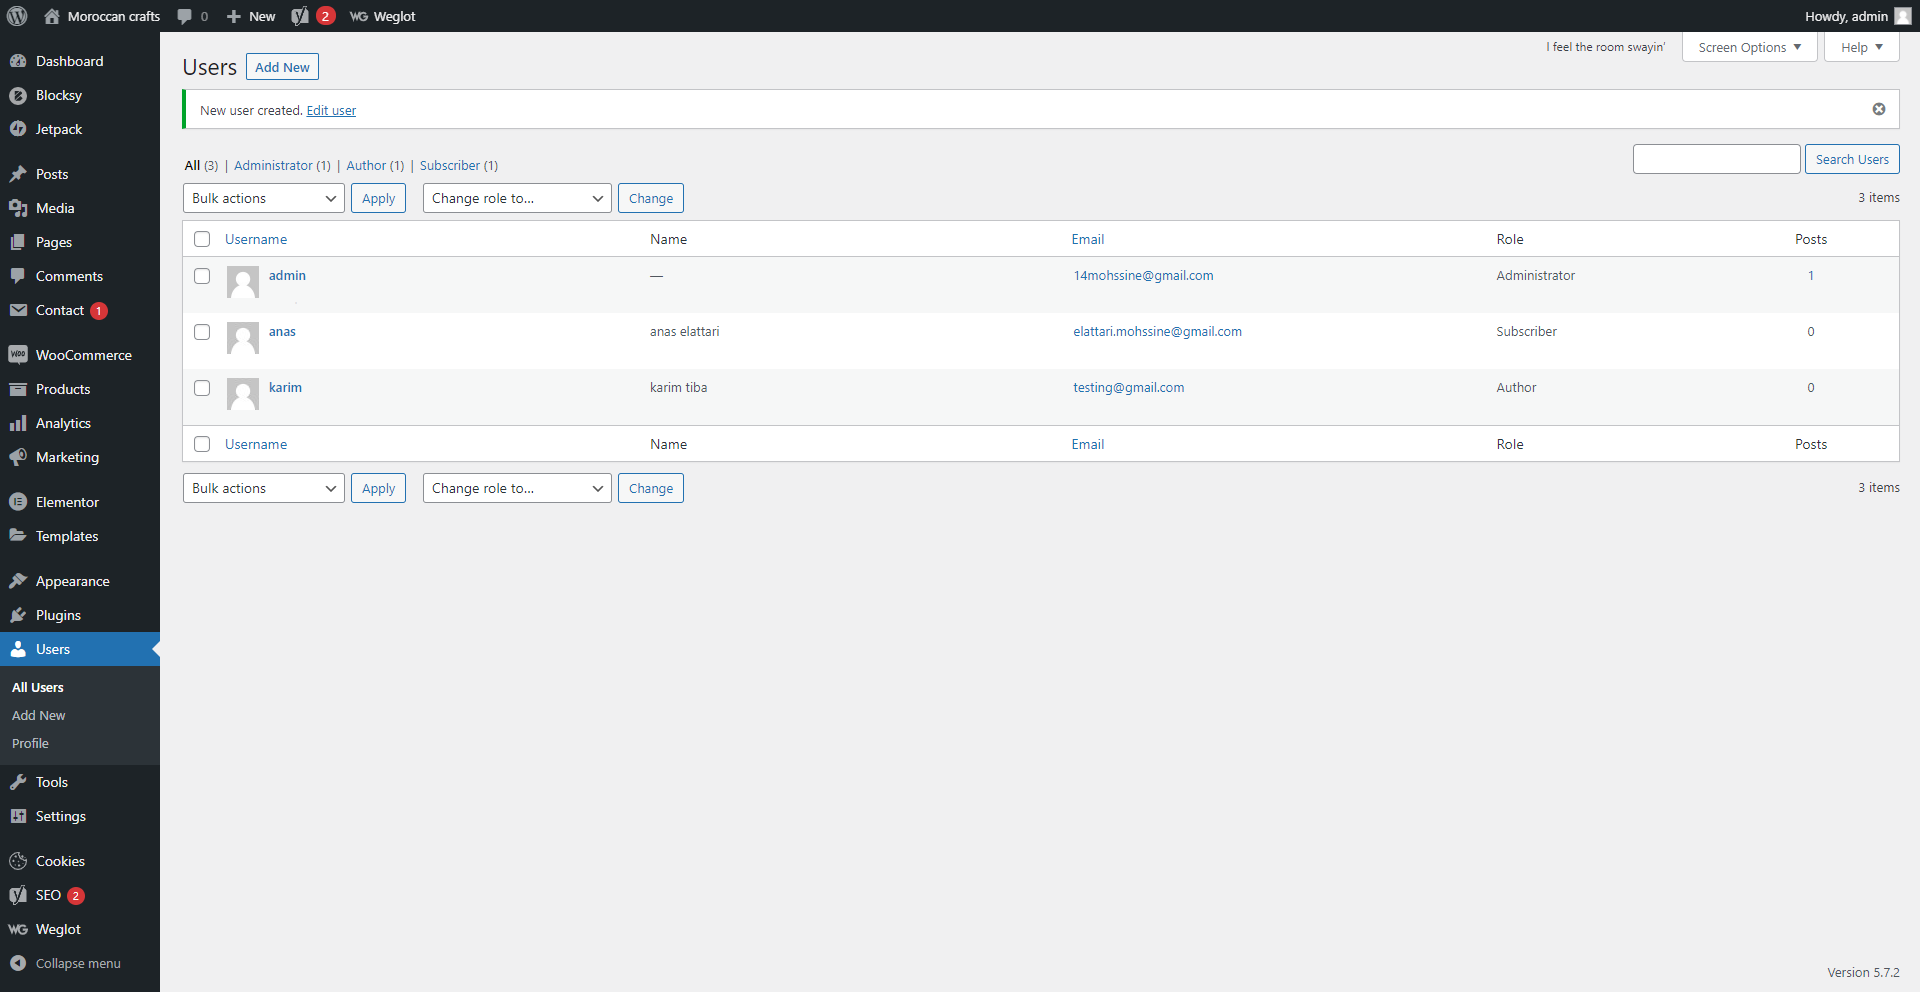 Moroccan crafts 0 New 2 WG Weglot Howdy, admin
I feel the room swayin' Screen Options Help
Dashboard
Blocksy
Jetpack
Posts
Media
Pages
Comments
Contact 1
WooCommerce
Products
Analytics
Marketing
Elementor
Templates
Appearance
Plugins
Users
All Users
Add New
Profile
Tools
Settings
Cookies
SEO 2
WG Weglot
Collapse menu
Users Add New
New user created. Edit user
All (3) | Administrator (1) | Author (1) | Subscriber (1)
Search Users
Bulk actions Apply Change role to... Change 3 items
Username Name Email Role Posts
admin — 14mohssine@gmail.com Administrator 1
anas anas elattari elattari.mohssine@gmail.com Subscriber 0
karim karim tiba testing@gmail.com Author 0
Username Name Email Role Posts
Bulk actions Apply Change role to... Change 3 items
Version 5.7.2